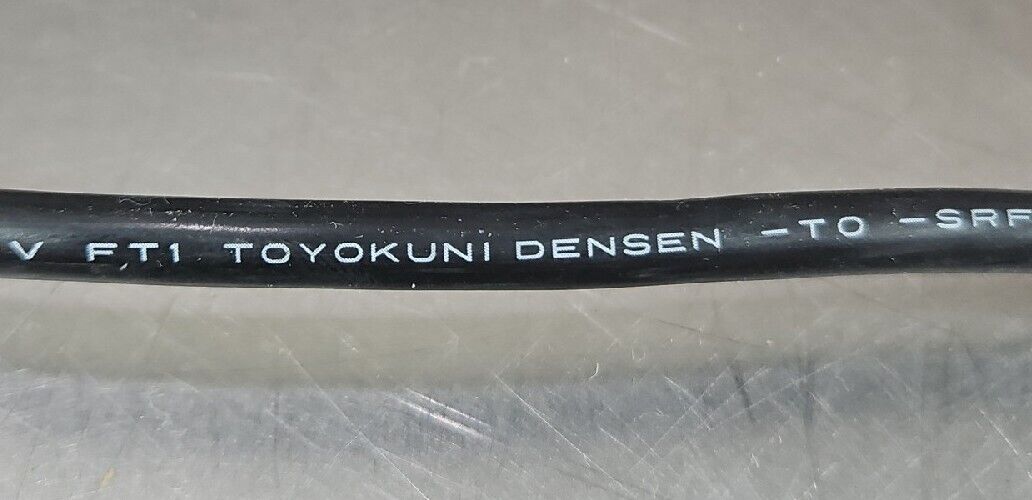 V FT1 TOYOKUNI DENSEN -TO -SRF